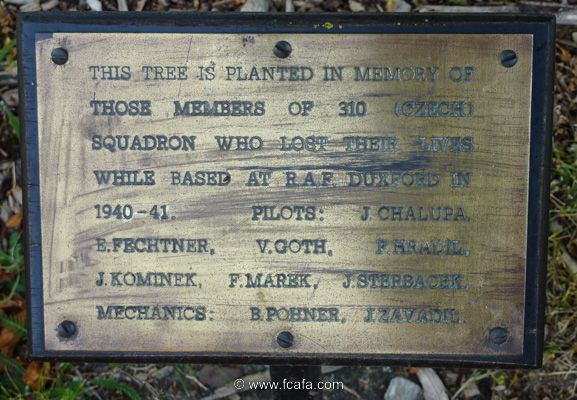 THIS TREE IS PLANTED IN MEMORY OF
THOSE MEMBERS OF 310 (CZECH)
SQUADRON WHO LOST THEIR LIVES
WHILE BASED AT R.A.F. DUXFORD IN
1940-41. PILOTS: J. CHALUPA,
E.FECHTNER, V.GOTH, P.HRADIL,
J.KOMINEK, F.MAREK, J.STERBACEK,
MECHANICS: B.POHNER, J.ZAVADIL.
© www.fcafa.com